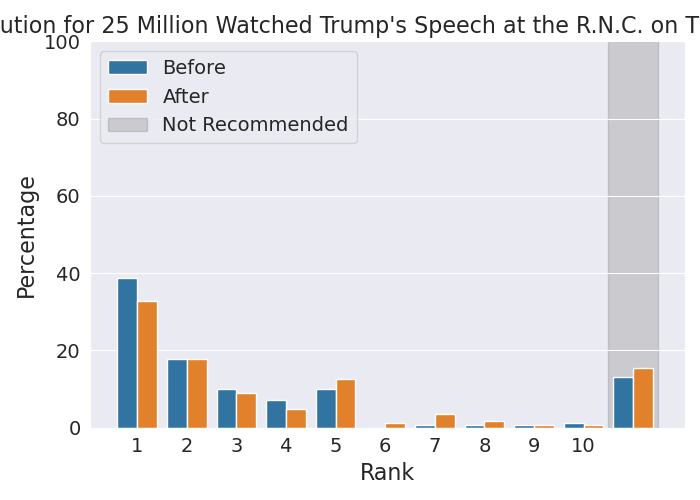 ution for 25 Million Watched Trump's Speech at the R.N.C. on T
100
80
60
40
20
0
Percentage
Before
After
Not Recommended
1 2 3 4 5 6 7 8 9 10
Rank